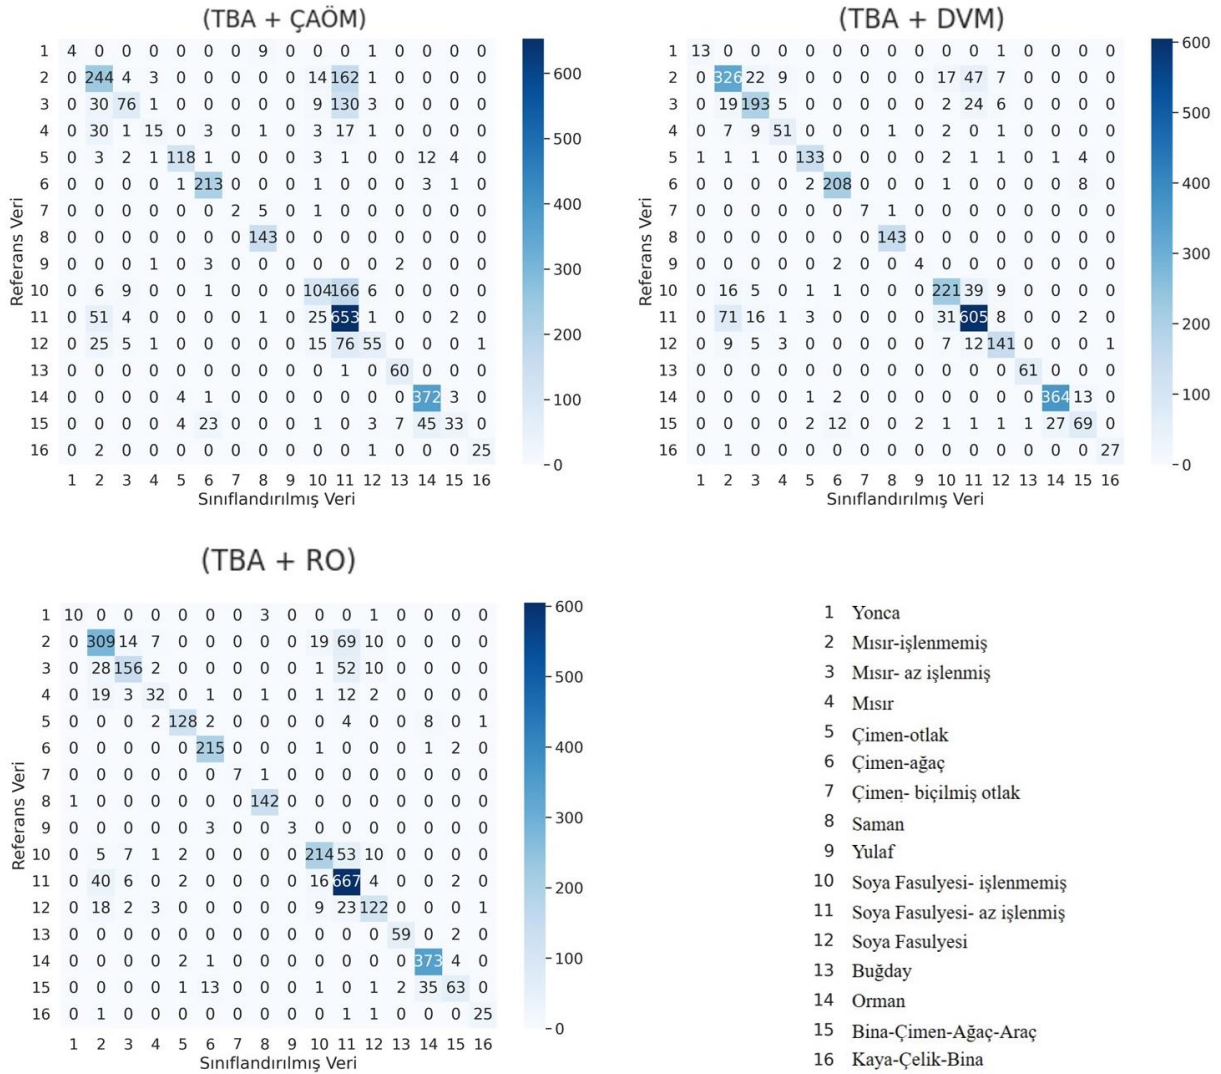 (TBA + ÇAÖM)
1 4 0 0 0 0 0 0 9 0 0 0 1 0 0 0 0
2 0 244 4 3 0 0 0 0 0 14 162 1 0 0 0 0
3 0 30 76 1 0 0 0 0 0 9 130 3 0 0 0 0
4 0 30 1 15 0 3 0 1 0 3 17 1 0 0 0 0
5 0 3 2 1 118 1 0 0 0 3 1 0 0 12 4 0
6 0 0 0 0 1 213 0 0 0 1 0 0 0 3 1 0
7 0 0 0 0 0 0 2 5 0 1 0 0 0 0 0 0
8 0 0 0 0 0 0 0 143 0 0 0 0 0 0 0 0
9 0 0 0 1 0 3 0 0 0 0 0 0 2 0 0 0
10 0 6 9 0 0 1 0 0 0 104 166 6 0 0 0 0
11 0 51 4 0 0 0 0 1 0 25 653 1 0 0 2 0
12 0 25 5 1 0 0 0 0 0 15 76 55 0 0 0 1
13 0 0 0 0 0 0 0 0 0 0 1 0 60 0 0 0
14 0 0 0 0 4 1 0 0 0 0 0 0 0 372 3 0
15 0 0 0 0 4 23 0 0 0 1 0 3 7 45 33 0
16 0 2 0 0 0 0 0 0 0 0 0 1 0 0 0 25
1 2 3 4 5 6 7 8 9 10 11 12 13 14 15 16
Sınıflandırılmış Veri
Referans Veri
600
500
400
300
200
100
0
(TBA + DVM)
1 13 0 0 0 0 0 0 0 0 0 0 1 0 0 0 0
2 0 326 22 9 0 0 0 0 0 17 47 7 0 0 0 0
3 0 19 193 5 0 0 0 0 0 2 24 6 0 0 0 0
4 0 7 9 51 0 0 0 1 0 2 0 1 0 0 0 0
5 1 1 1 0 133 0 0 0 0 2 1 1 0 1 4 0
6 0 0 0 0 2 208 0 0 0 1 0 0 0 0 8 0
7 0 0 0 0 0 0 7 1 0 0 0 0 0 0 0 0
8 0 0 0 0 0 0 0 143 0 0 0 0 0 0 0 0
9 0 0 0 0 0 2 0 0 4 0 0 0 0 0 0 0
10 0 16 5 0 1 1 0 0 0 221 39 9 0 0 0 0
11 0 71 16 1 3 0 0 0 0 31 605 8 0 0 2 0
12 0 9 5 3 0 0 0 0 0 7 12 141 0 0 0 1
13 0 0 0 0 0 0 0 0 0 0 0 0 61 0 0 0
14 0 0 0 0 1 2 0 0 0 0 0 0 0 364 13 0
15 0 0 0 0 2 12 0 0 2 1 1 1 1 27 69 0
16 0 1 0 0 0 0 0 0 0 0 0 0 0 0 0 27
1 2 3 4 5 6 7 8 9 10 11 12 13 14 15 16
Sınıflandırılmış Veri
Referans Veri
600
500
400
300
200
100
0
(TBA + RO)
1 10 0 0 0 0 0 0 3 0 0 0 1 0 0 0 0
2 0 309 14 7 0 0 0 0 0 19 69 10 0 0 0 0
3 0 28 156 2 0 0 0 0 0 1 52 10 0 0 0 0
4 0 19 3 32 0 1 0 1 0 1 12 2 0 0 0 0
5 0 0 0 2 128 2 0 0 0 0 4 0 0 8 0 1
6 0 0 0 0 0 215 0 0 0 1 0 0 0 1 2 0
7 0 0 0 0 0 0 7 1 0 0 0 0 0 0 0 0
8 1 0 0 0 0 0 0 142 0 0 0 0 0 0 0 0
9 0 0 0 0 0 3 0 0 3 0 0 0 0 0 0 0
10 0 5 7 1 2 0 0 0 0 214 53 10 0 0 0 0
11 0 40 6 0 2 0 0 0 0 16 667 4 0 0 2 0
12 0 18 2 3 0 0 0 0 0 9 23 122 0 0 0 1
13 0 0 0 0 0 0 0 0 0 0 0 0 59 0 2 0
14 0 0 0 0 2 1 0 0 0 0 0 0 0 373 4 0
15 0 0 0 0 1 13 0 0 0 1 0 1 2 35 63 0
16 0 1 0 0 0 0 0 0 0 0 1 1 0 0 0 25
1 2 3 4 5 6 7 8 9 10 11 12 13 14 15 16
Sınıflandırılmış Veri
Referans Veri
600
500
400
300
200
100
0
1 Yonca
2 Mısır-işlenmemiş
3 Mısır- az işlenmiş
4 Mısır
5 Çimen-otlak
6 Çimen-ağaç
7 Çimen- biçilmiş otlak
8 Saman
9 Yulaf
10 Soya Fasulyesi- işlenmemiş
11 Soya Fasulyesi- az işlenmiş
12 Soya Fasulyesi
13 Buğday
14 Orman
15 Bina-Çimen-Ağaç-Araç
16 Kaya-Çelik-Bina